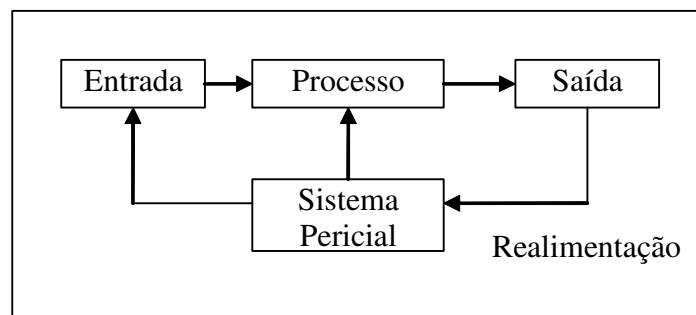 Entrada
Processo
Saída
Sistema
Pericial
Realimentação